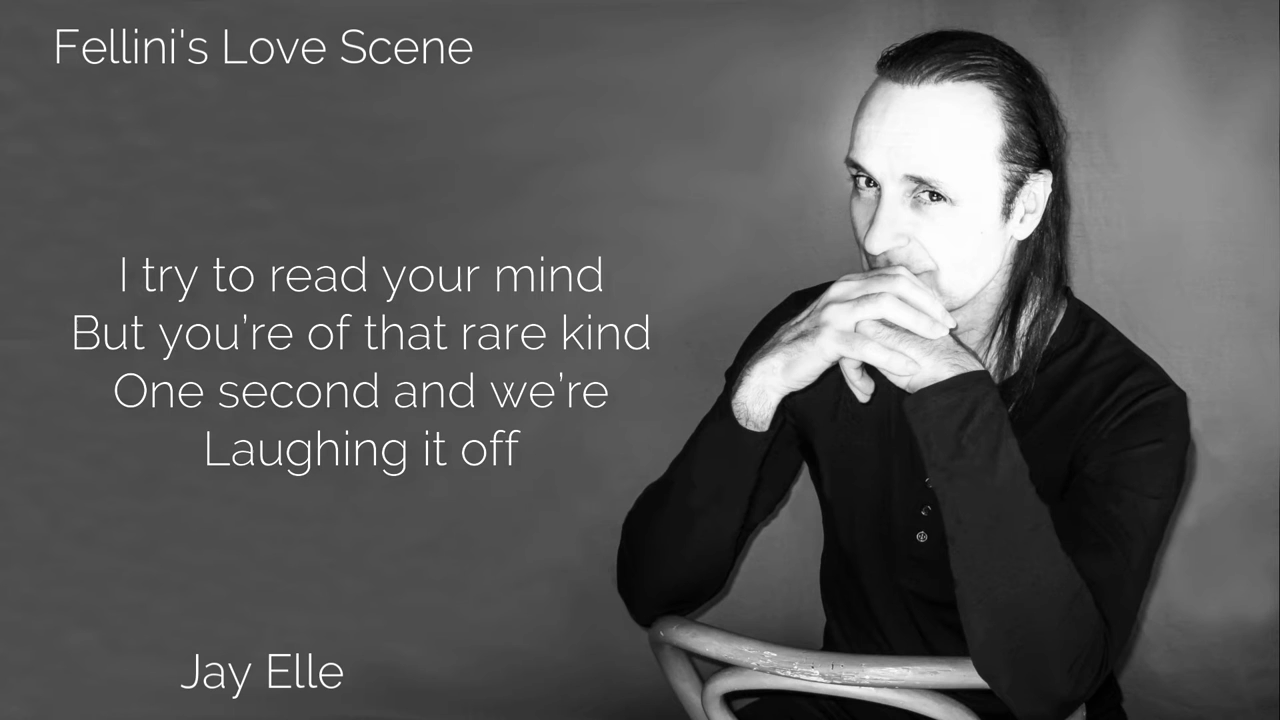 Fellini's Love Scene
I try to read your mind
But you’re of that rare kind
One second and we’re
Laughing it off
Jay Elle